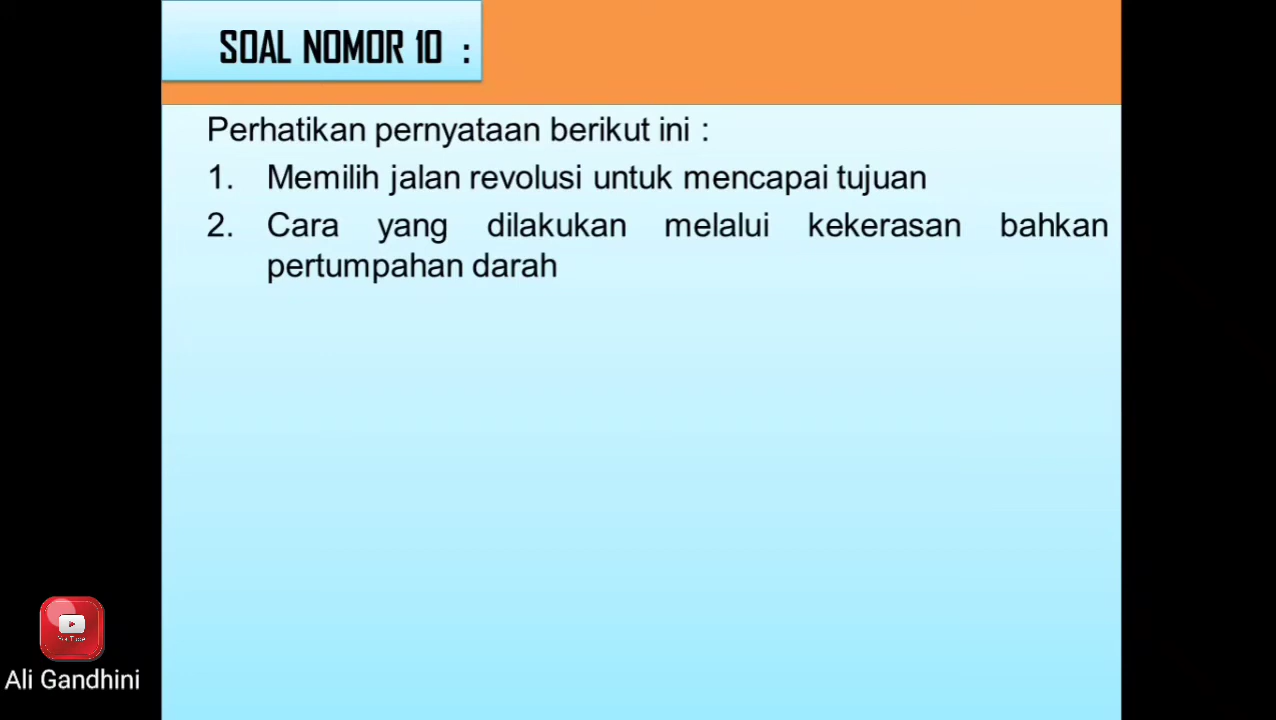 SOAL NOMOR 10 :
Perhatikan pernyataan berikut ini :
1. Memilih jalan revolusi untuk mencapai tujuan
2. Cara yang dilakukan melalui kekerasan bahkan
pertumpahan darah
YouTube
Ali Gandhini